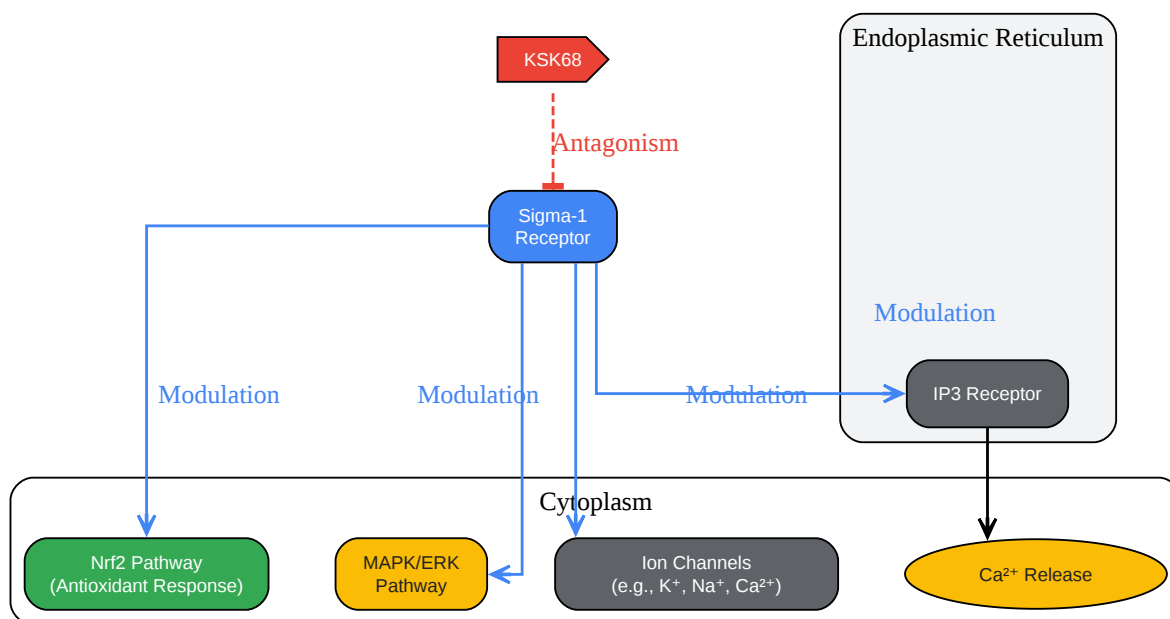 Endoplasmic Reticulum
KSK68
Antagonism
Sigma-1
Receptor
Modulation
Modulation
Modulation
Modulation
IP3 Receptor
Cytoplasm
Nrf2 Pathway
(Antioxidant Response)
MAPK/ERK
Pathway
Ion Channels
(e.g., K⁺, Na⁺, Ca²⁺)
Ca²⁺ Release